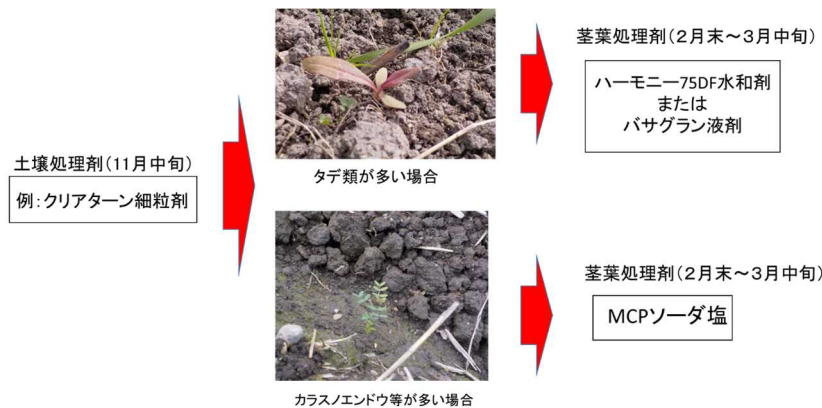 土壌処理剤(11月中旬)
例:クリアターン細粒剤
タデ類が多い場合
茎葉処理剤(2月末~3月中旬)
ハーモニー75DF水和剤
または
バサグラン液剤
カラスノエンドウ等が多い場合
茎葉処理剤(2月末~3月中旬)
MCPソーダ塩